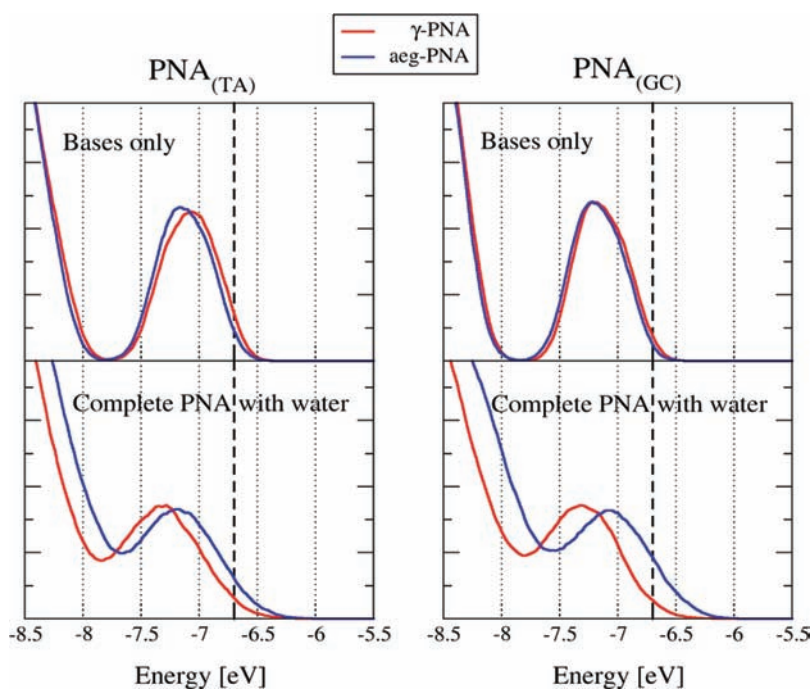 γ-PNA
aeg-PNA
PNA(TA)
PNA(GC)
Bases only
Bases only
Complete PNA with water
Complete PNA with water
-8.5 -8 -7.5 -7 -6.5 -6 -5.5
-8.5 -8 -7.5 -7 -6.5 -6 -5.5
Energy [eV]
Energy [eV]